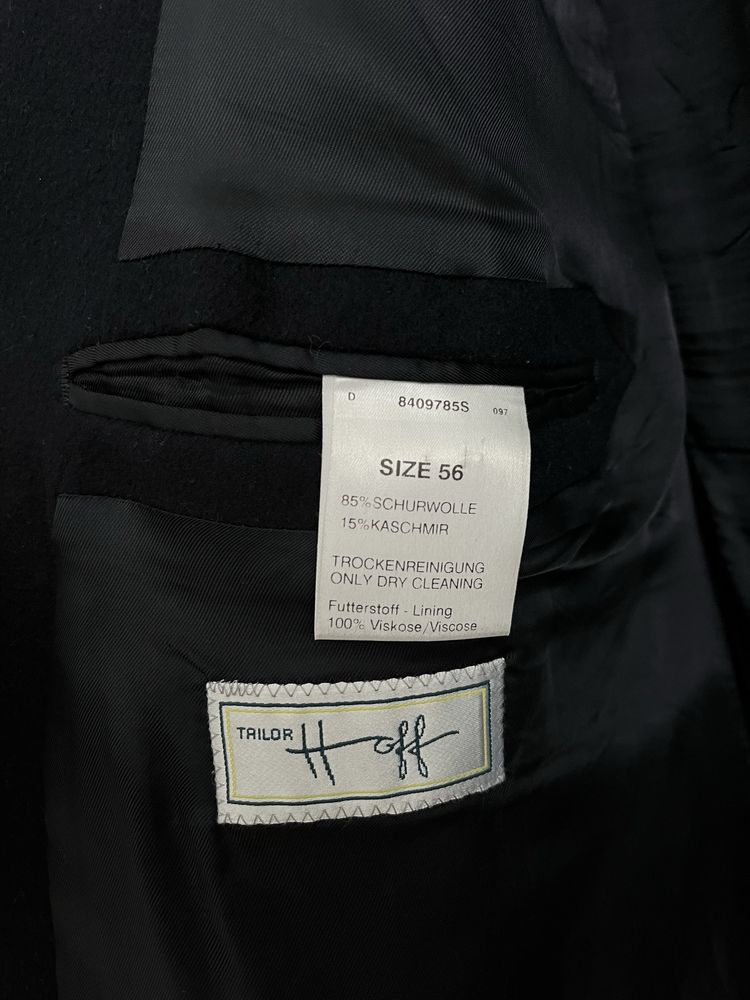 D 8409785S 097
SIZE 56
85%SCHURWOLLE
15%KASCHMIR
TROCKENREINIGUNG
ONLY DRY CLEANING
Futterstoff - Lining
100% Viskose/Viscose
TAILOR Hoff